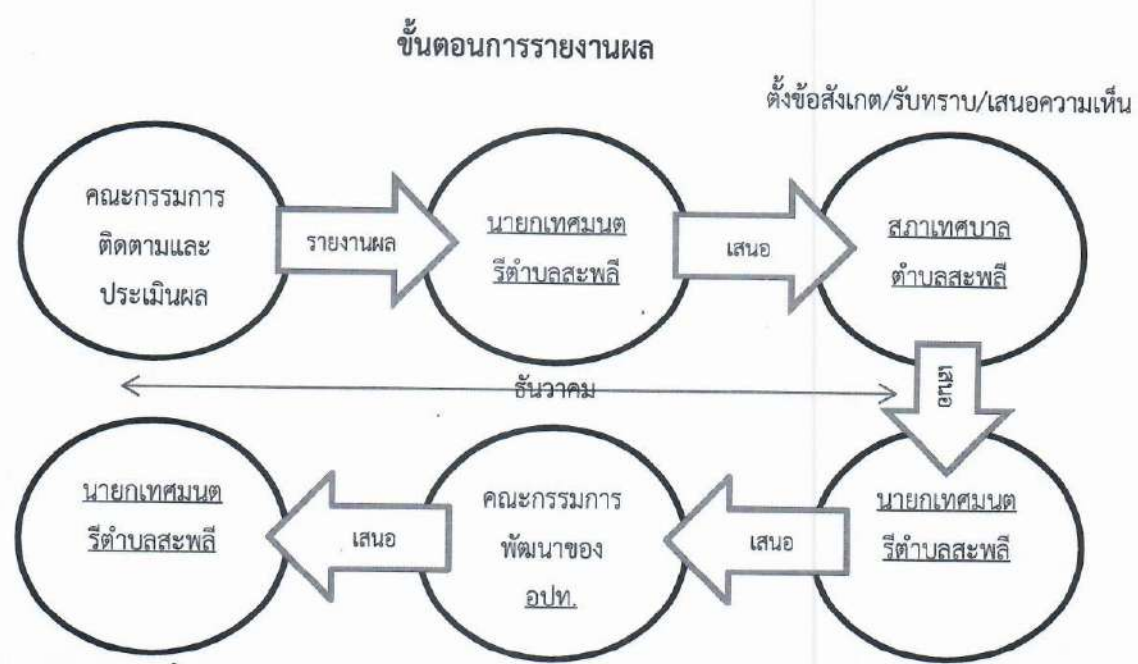 ขั้นตอนการรายงานผล
ตั้งข้อสังเกต/รับทราบ/เสนอความเห็น
คณะกรรมการ
ติดตามและ
ประเมินผล
รายงานผล
นายกเทศมนต
รีตำบลสะพลี
เสนอ
สภาเทศบาล
ตำบลสะพลี
เสนอ
ธันวาคม
นายกเทศมนต
รีตำบลสะพลี
เสนอ
คณะกรรมการ
พัฒนาของ
อปท.
เสนอ
นายกเทศมนต
รีตำบลสะพลี